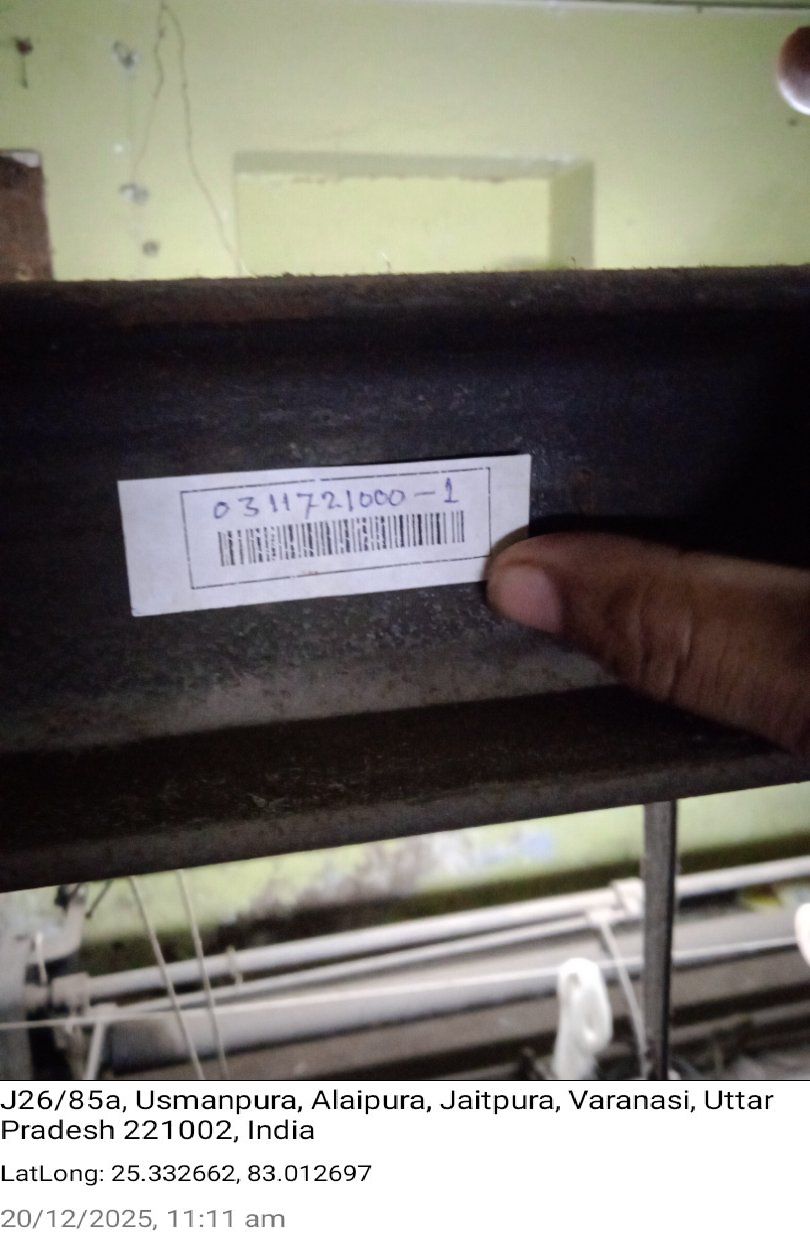 0311721000-1
J26/85a, Usmanpura, Alaipura, Jaitpura, Varanasi, Uttar
Pradesh 221002, India
LatLong: 25.332662, 83.012697
20/12/2025, 11:11 am